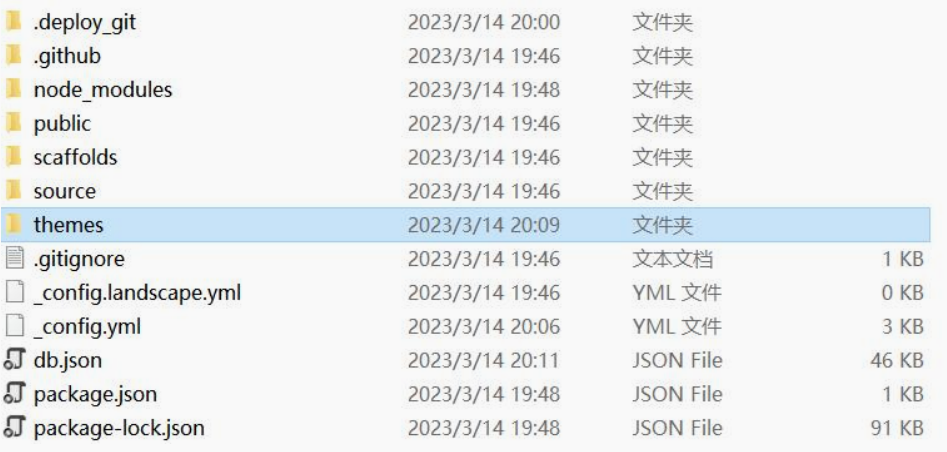 .deploy_git 2023/3/14 20:00 文件夹
.github 2023/3/14 19:46 文件夹
node_modules 2023/3/14 19:48 文件夹
public 2023/3/14 19:46 文件夹
scaffolds 2023/3/14 19:46 文件夹
source 2023/3/14 19:46 文件夹
themes 2023/3/14 20:09 文件夹
.gitignore 2023/3/14 19:46 文本文档 1 KB
_config.landscape.yml 2023/3/14 19:46 YML 文件 0 KB
_config.yml 2023/3/14 20:06 YML 文件 3 KB
db.json 2023/3/14 20:11 JSON File 46 KB
package.json 2023/3/14 19:48 JSON File 1 KB
package-lock.json 2023/3/14 19:48 JSON File 91 KB